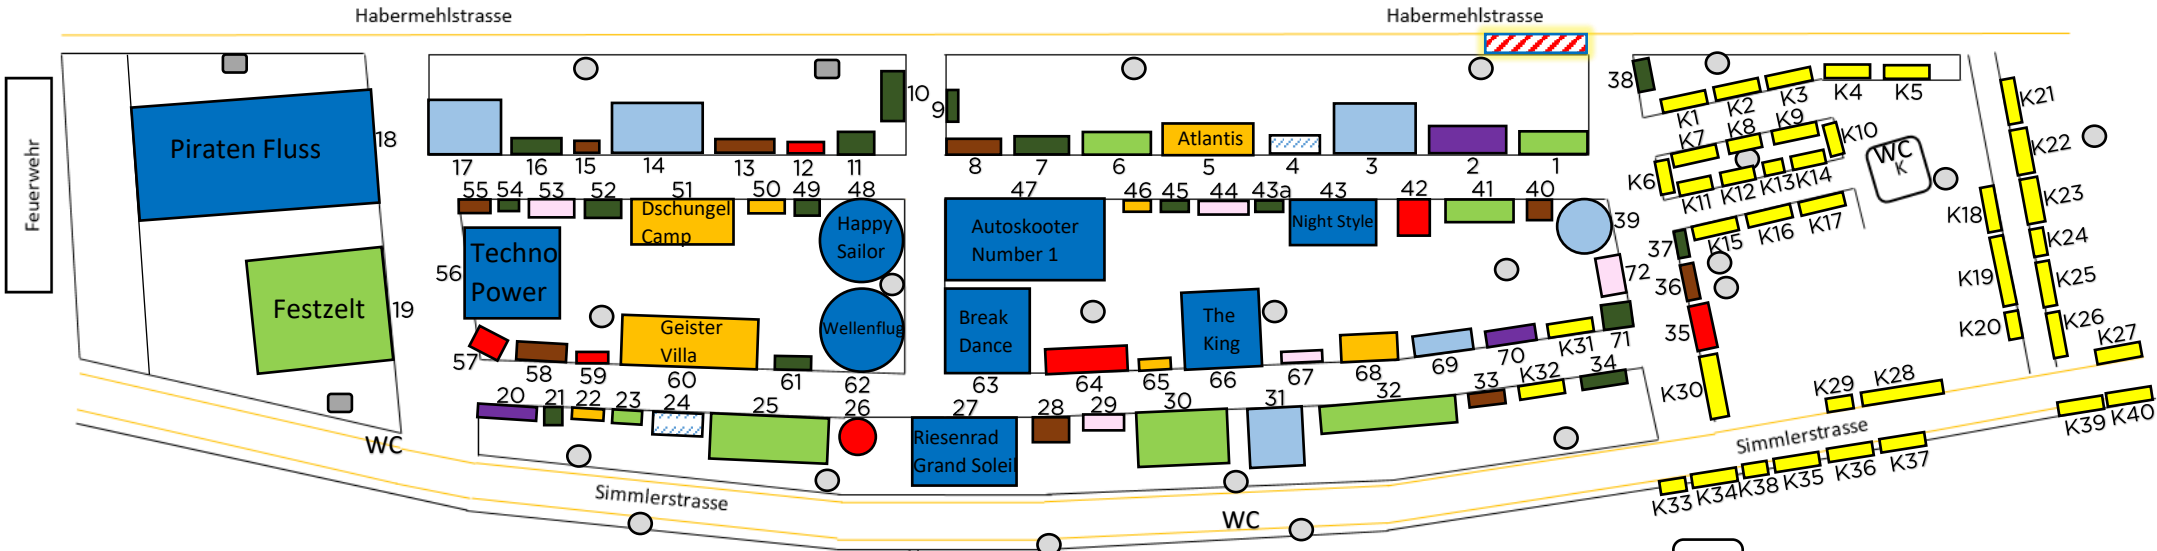 Habermehlstrasse
Habermehlstrasse
Feuerwehr
Piraten Fluss
18
Festzelt
19
10
9
17
16
15
14
13
12
11
8
7
6
Atlantis
5
4
3
2
1
38
K1
K2
K3
K4
K5
K7
K8
K9
K10
K6
K11
K12
K13
K14
WC
K
K15
K16
K17
K18
K19
K20
K21
K22
K23
K24
K25
K26
K27
55
54
53
52
51
50
49
48
47
46
45
44
43a
43
42
41
40
39
Dschungel
Camp
Happy
Sailor
Autoskooter
Number 1
Night Style
37
36
35
72
71
56
Techno
Power
Geister
Villa
Wellenflug
Break
Dance
The
King
57
58
59
60
61
62
63
64
65
66
67
68
69
70
K31
K30
K29
K28
20
21
22
23
24
25
26
27
28
29
30
31
32
33
K32
34
Riesenrad
Grand Soleil
WC
Simmlerstrasse
WC
Simmlerstrasse
K33
K34
K38
K35
K36
K37
K39
K40